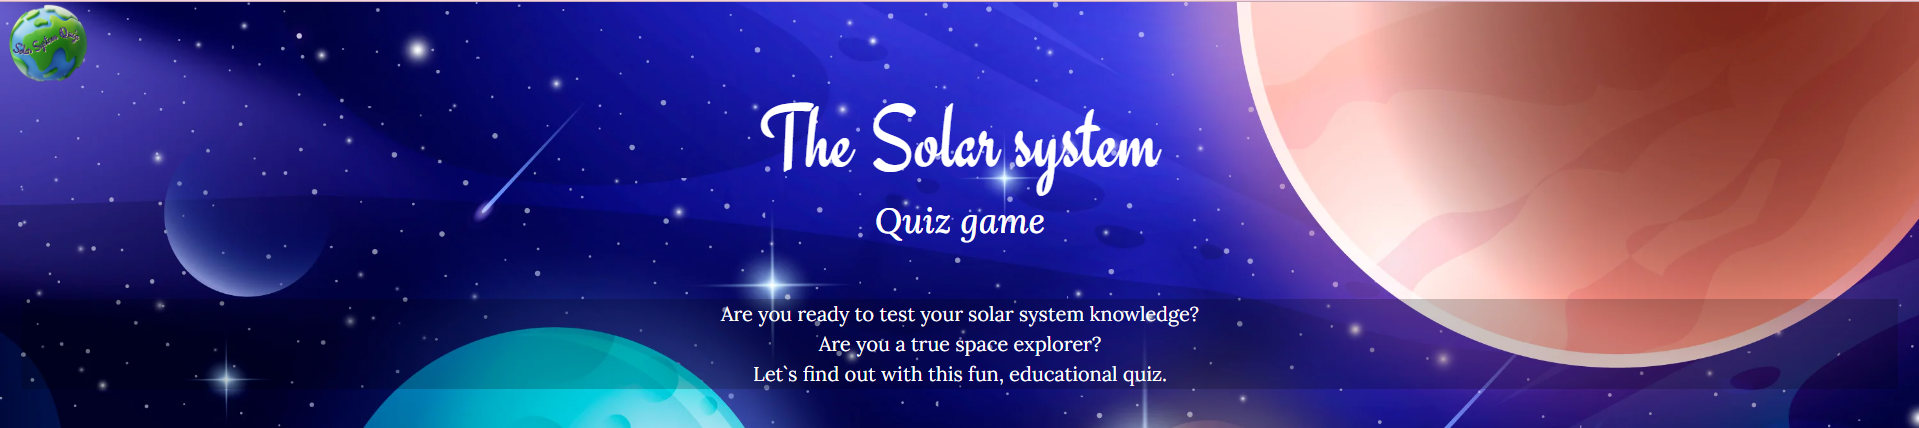 Solar System Quiz
The Solar system
Quiz game
Are you ready to test your solar system knowledge?
Are you a true space explorer?
Let`s find out with this fun, educational quiz.